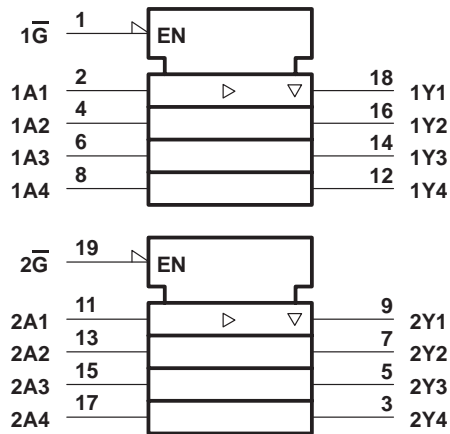 1G̅ 1 EN
1A1 2 18 1Y1
1A2 4 16 1Y2
1A3 6 14 1Y3
1A4 8 12 1Y4
2G̅ 19 EN
2A1 11 9 2Y1
2A2 13 7 2Y2
2A3 15 5 2Y3
2A4 17 3 2Y4